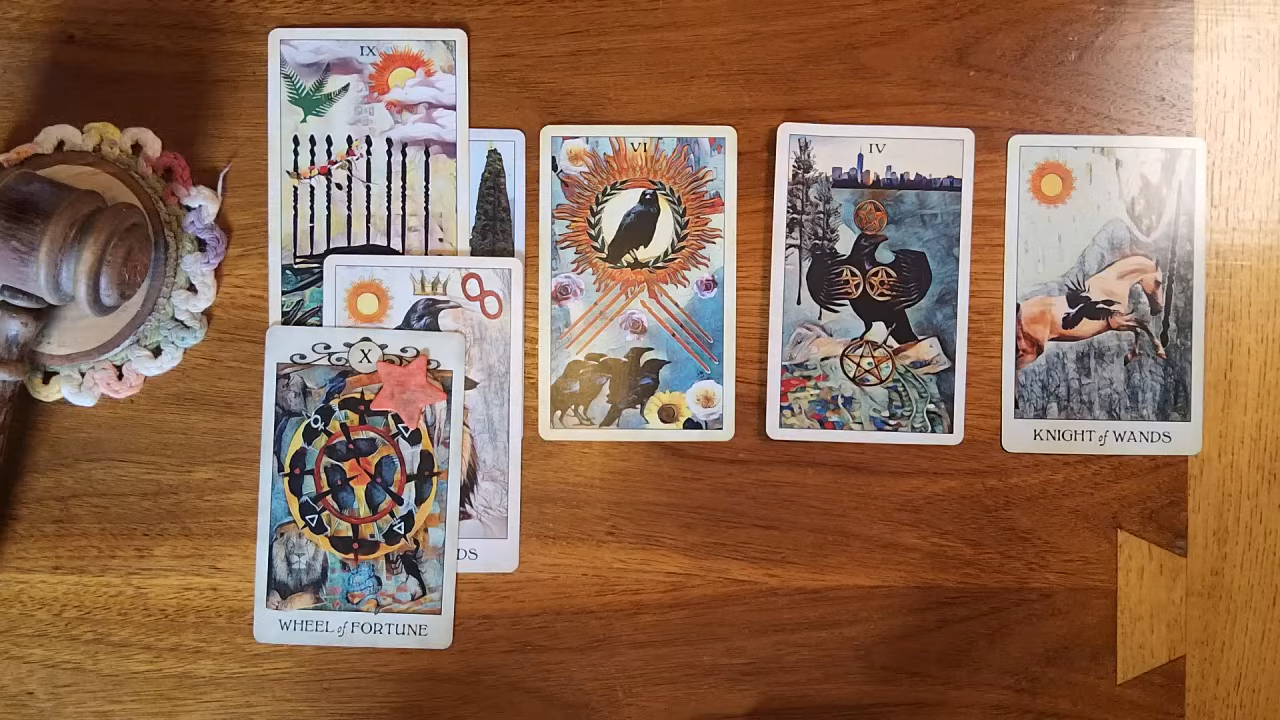 IX
VI
IV
KNIGHT of WANDS
X
DS
WHEEL of FORTUNE